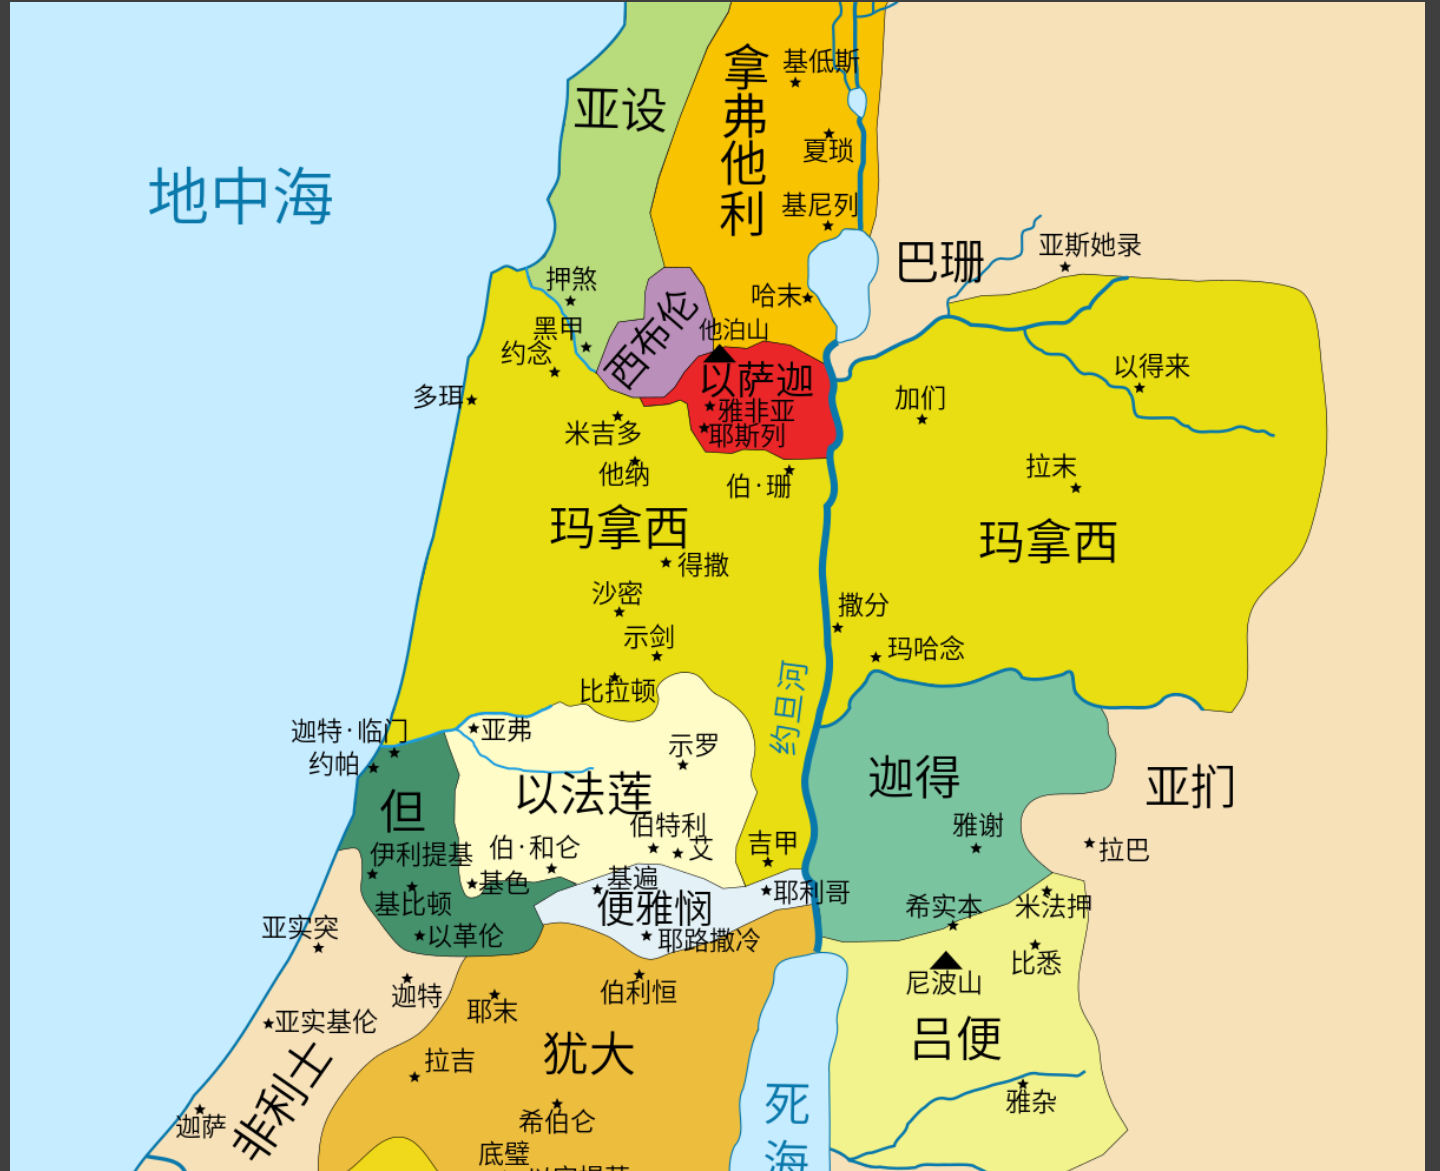 拿弗他利
基低斯
亚设
夏琐
地中海
基尼列
巴珊
亚斯她录
押煞
哈末
西布伦
黑甲
他泊山
约念
以得来
以萨迦
多珥
加们
雅非亚
米吉多
耶斯列
他纳
拉末
伯·珊
玛拿西
玛拿西
得撒
沙密
撒分
示剑
玛哈念
比拉顿
约旦河
迦特·临门
亚弗
示罗
约帕
迦得
亚扪
以法莲
但
伯特利
雅谢
吉甲
伯·和仑
艾
拉巴
伊利提基
基色
基遍
耶利哥
基比顿
便雅悯
希实本
米法押
亚实突
以革伦
耶路撒冷
比悉
尼波山
迦特
伯利恒
耶末
亚实基伦
吕便
犹大
拉吉
非利士
死海
雅杂
迦萨
希伯仑
底璧